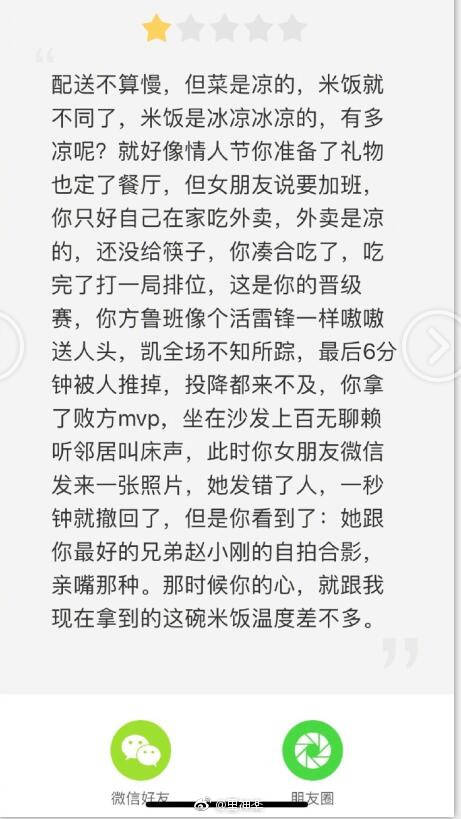 配送不算慢，但菜是凉的，米饭就
不同了，米饭是冰凉冰凉的，有多
凉呢？就好像情人节你准备了礼物
也定了餐厅，但女朋友说要加班，
你只好自己在家吃外卖，外卖是凉
的，还没给筷子，你凑合吃了，吃
完了打一局排位，这是你的晋级
赛，你方鲁班像个活雷锋一样嗷嗷
送人头，凯全场不知所踪，最后6分
钟被人推掉，投降都来不及，你拿
了败方mvp，坐在沙发上百无聊赖
听邻居叫床声，此时你女朋友微信
发来一张照片，她发错了人，一秒
钟就撤回了，但是你看到了：她跟
你最好的兄弟赵小刚的自拍合影，
亲嘴那种。那时候你的心，就跟我
现在拿到的这碗米饭温度差不多。
微信好友
朋友圈